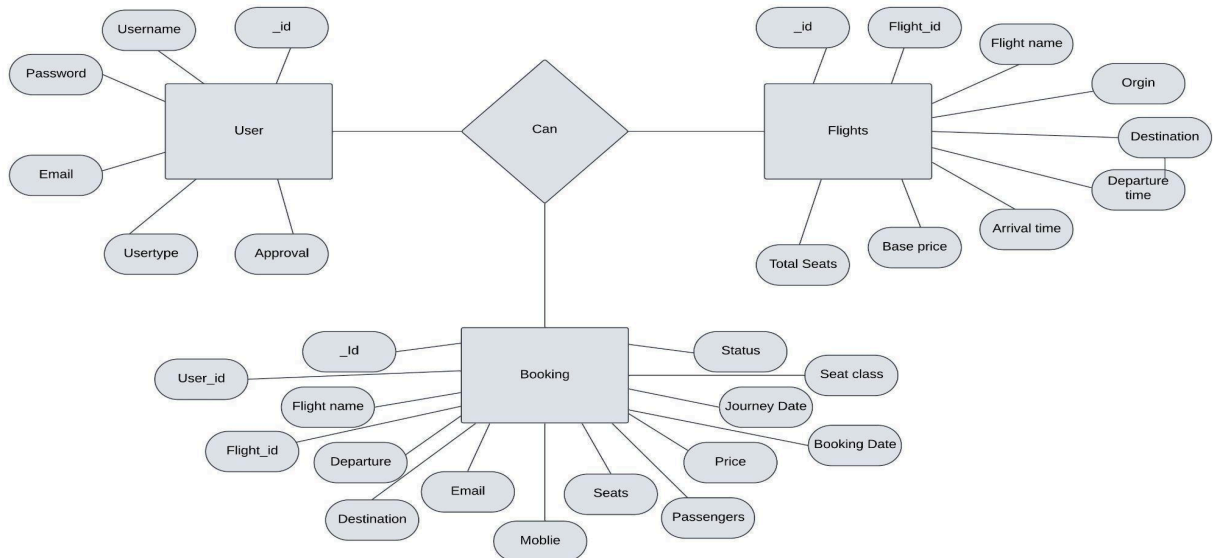 Username
_id
Password
User
Email
Usertype
Approval
Can
_id
Flight_id
Flight name
Orgin
Flights
Destination
Departure
time
Arrival time
Base price
Total Seats
_Id
Status
User_id
Booking
Seat class
Flight name
Journey Date
Flight_id
Booking Date
Departure
Price
Email
Seats
Destination
Passengers
Moblie